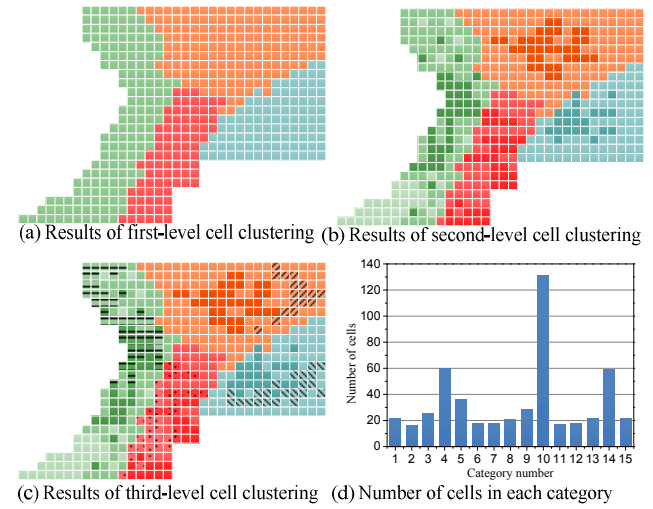 (a) Results of first-level cell clustering
(b) Results of second-level cell clustering
(c) Results of third-level cell clustering
140
120
100
80
60
40
20
0
Number of cells
1 2 3 4 5 6 7 8 9 10 11 12 13 14 15
Category number
(d) Number of cells in each category